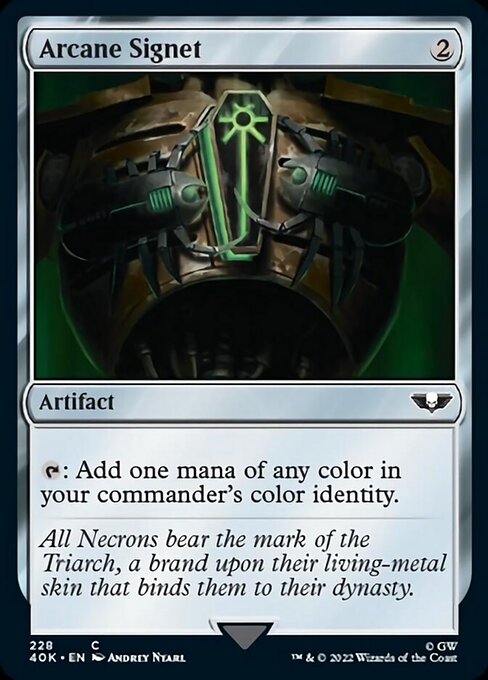 Arcane Signet 2
Artifact
: Add one mana of any color in
your commander's color identity.
All Necrons bear the mark of the
Triarch, a brand upon their living-metal
skin that binds them to their dynasty.
228 C © GW
40K • EN Andrey Nyarl ™ & © 2022 Wizards of the Coast